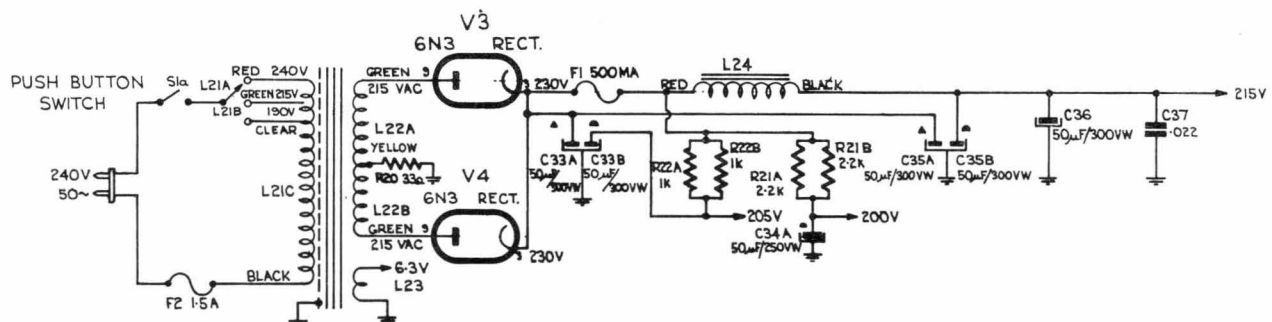 V3
6N3 RECT.
PUSH BUTTON
SWITCH
S1a
L21A
RED 240V
GREEN 215V
L21B
190V
CLEAR
L21C
240V
50~
F2 1·5A
BLACK
GREEN 9
215 VAC
L22A
YELLOW
R20 33Ω
L22B
GREEN 9
215 VAC
6·3V
L23
V4
6N3 RECT.
9
230V
9
230V
F1 500MA
RED
L24
BLACK
215V
C33A
50µF/300VW
C33B
50µF/300VW
R22A
1K
R22B
1K
R21A
2·2K
R21B
2·2K
205V
200V
C34A
50µF/250VW
C35A
50µF/300VW
C35B
50µF/300VW
C36
50µF/300VW
C37
·022